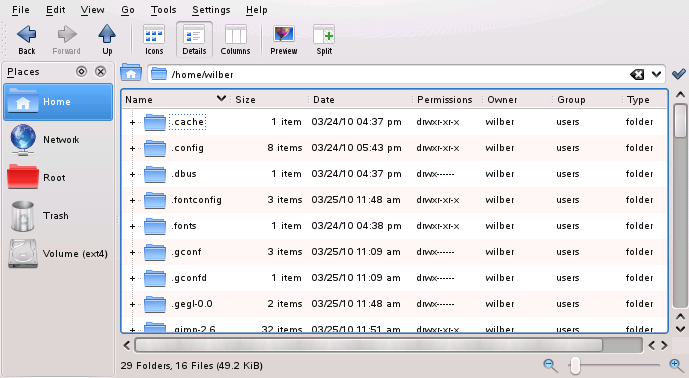 File Edit View Go Tools Settings Help
Back Forward Up Icons Details Columns Preview Split
Places
/home/wilber
Home
Network
Root
Trash
Volume (ext4)
Name Size Date Permissions Owner Group Type
.cache 1 item 03/24/10 04:37 pm drwxr-xr-x wilber users folder
.config 8 items 03/24/10 05:43 pm drwxr-xr-x wilber users folder
.dbus 1 item 03/24/10 04:37 pm drwx------ wilber users folder
.fontconfig 3 items 03/25/10 11:48 am drwxr-xr-x wilber users folder
.fonts 1 item 03/24/10 04:38 pm drwxr-xr-x wilber users folder
.gconf 3 items 03/25/10 11:09 am drwx------ wilber users folder
.gconfd 1 item 03/25/10 11:09 am drwx------ wilber users folder
.gegl-0.0 2 items 03/25/10 11:48 am drwxr-xr-x wilber users folder
.gimp-2.6 32 items 03/25/10 11:51 am drwxr-xr-x wilber users folder
29 Folders, 16 Files (49.2 KiB)